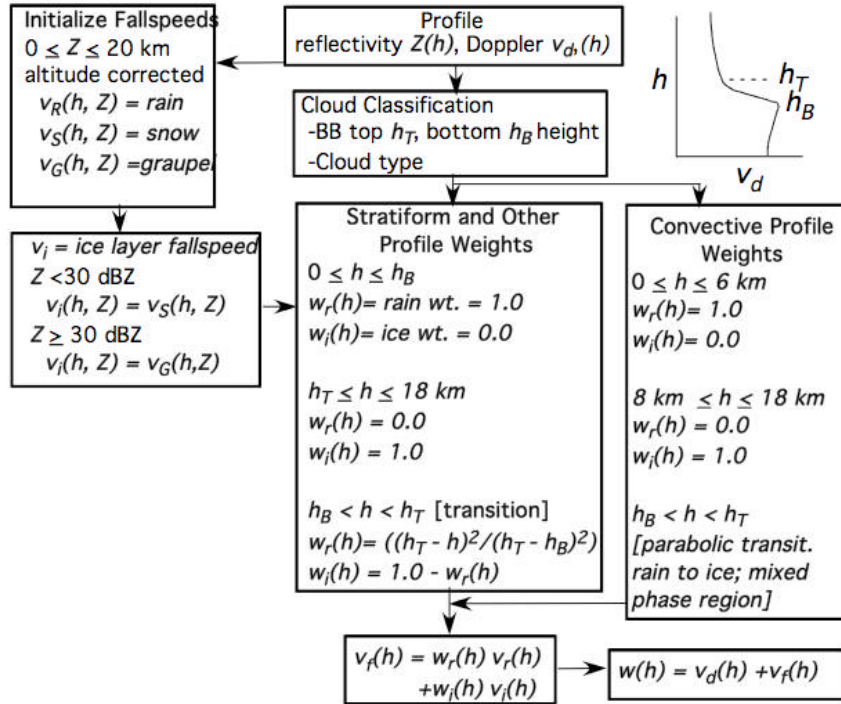 Initialize Fallspeeds
0 ≤ Z ≤ 20 km
altitude corrected
v_R(h, Z) = rain
v_S(h, Z) = snow
v_G(h, Z) =graupel
Profile
reflectivity Z(h), Doppler v_d,(h)
Cloud Classification
-BB top h_T, bottom h_B height
-Cloud type
h
h_T
h_B
v_d
v_i = ice layer fallspeed
Z <30 dBZ
v_i(h, Z) = v_S(h, Z)
Z ≥ 30 dBZ
v_i(h, Z) = v_G(h,Z)
Stratiform and Other
Profile Weights
0 ≤ h ≤ h_B
w_r(h)= rain wt. = 1.0
w_i(h)= ice wt. = 0.0
h_T ≤ h ≤ 18 km
w_r(h) = 0.0
w_i(h) = 1.0
h_B < h < h_T [transition]
w_r(h)= ((h_T - h)^2/(h_T - h_B)^2)
w_i(h) = 1.0 - w_r(h)
Convective Profile
Weights
0 ≤ h ≤ 6 km
w_r(h)= 1.0
w_i(h)= 0.0
8 km ≤ h ≤ 18 km
w_r(h) = 0.0
w_i(h) = 1.0
h_B < h < h_T
[parabolic transit.
rain to ice; mixed
phase region]
v_f(h) = w_r(h) v_r(h)
+w_i(h) v_i(h)
w(h) = v_d(h) +v_f(h)